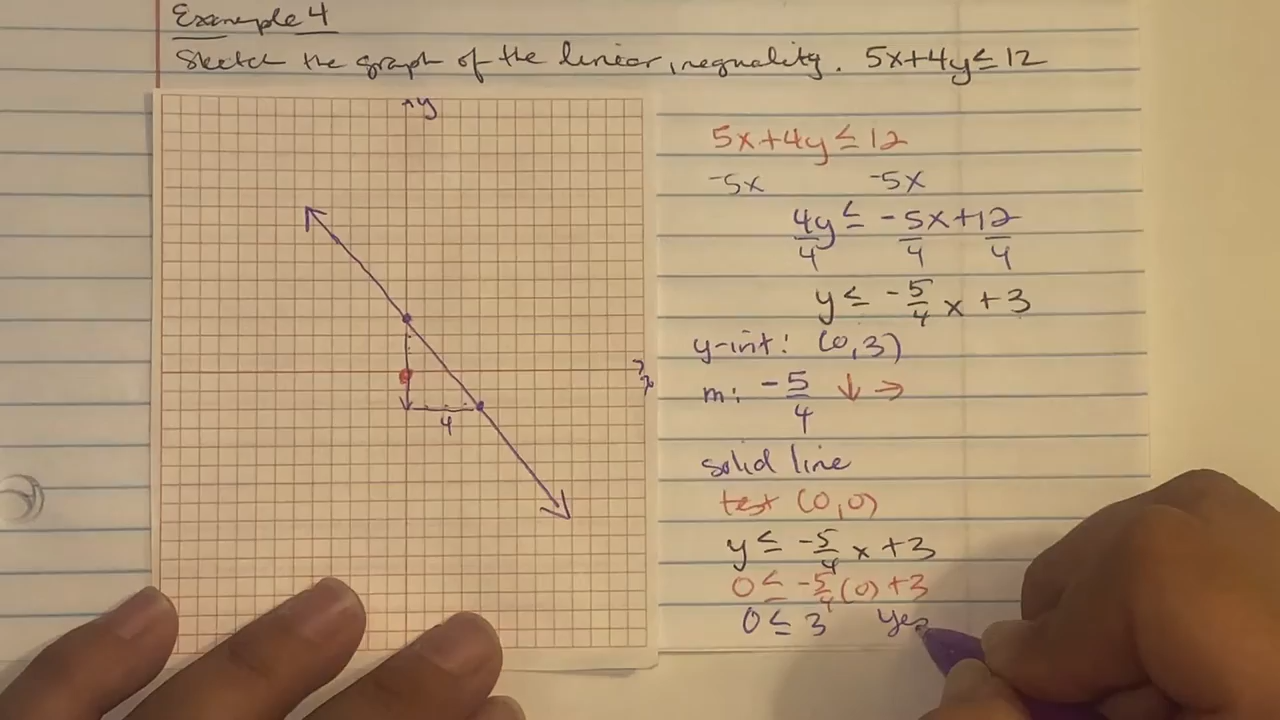 Example 4
Sketch the graph of the linear inequality. 5x+4y≤12
y
x
4
5x+4y≤12
-5x -5x
4y≤ -5x+12
4 4 4
y≤ -5/4 x +3
y-int: (0,3)
m: -5/4 ↓ →
solid line
test (0,0)
y≤ -5/4 x +3
0≤ -5/4(0)+3
0≤3 Yes